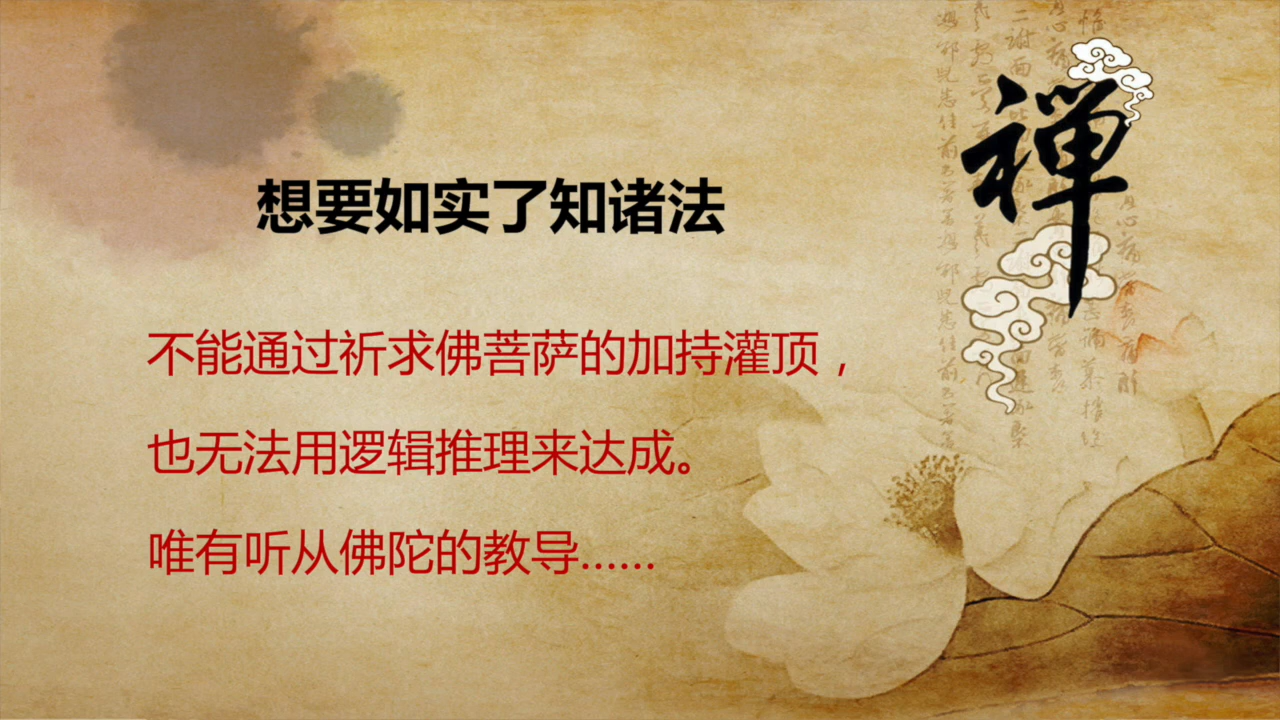 想要如实了知诸法
不能通过祈求佛菩萨的加持灌顶，
也无法用逻辑推理来达成。
唯有听从佛陀的教导……
禅